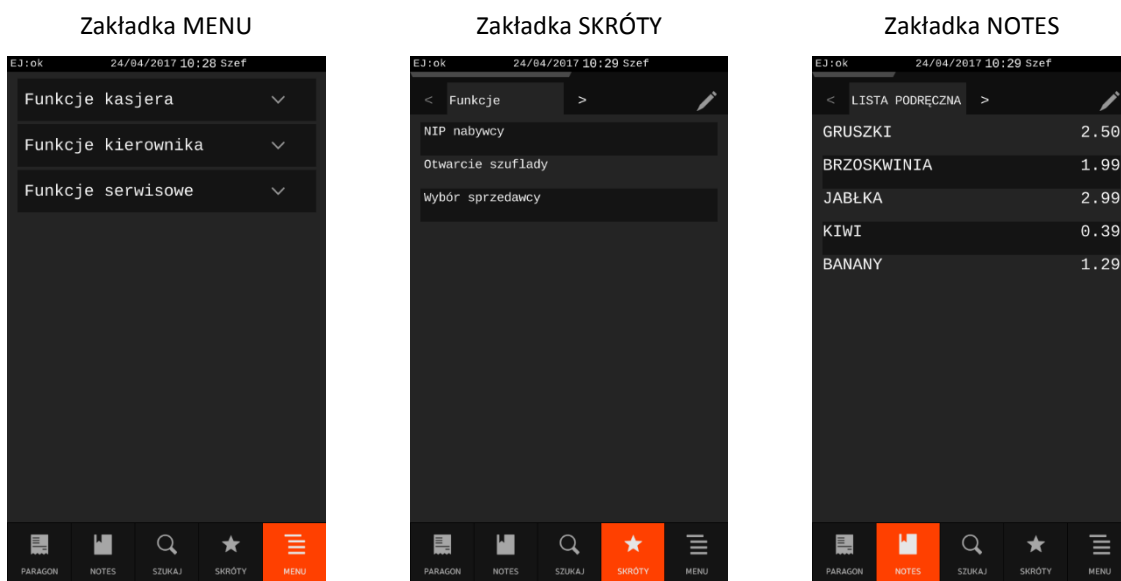 Zakładka MENU
EJ:ok 24/04/2017 10:28 Szef
Funkcje kasjera
Funkcje kierownika
Funkcje serwisowe
PARAGON NOTES SZUKAJ SKRÓTY MENU
Zakładka SKRÓTY
EJ:ok 24/04/2017 10:29 Szef
< Funkcje >
NIP nabywcy
Otwarcie szuflady
Wybór sprzedawcy
PARAGON NOTES SZUKAJ SKRÓTY MENU
Zakładka NOTES
EJ:ok 24/04/2017 10:29 Szef
< LISTA PODRĘCZNA >
GRUSZKI 2.50
BRZOSKWINIA 1.99
JABŁKA 2.99
KIWI 0.39
BANANY 1.29
PARAGON NOTES SZUKAJ SKRÓTY MENU